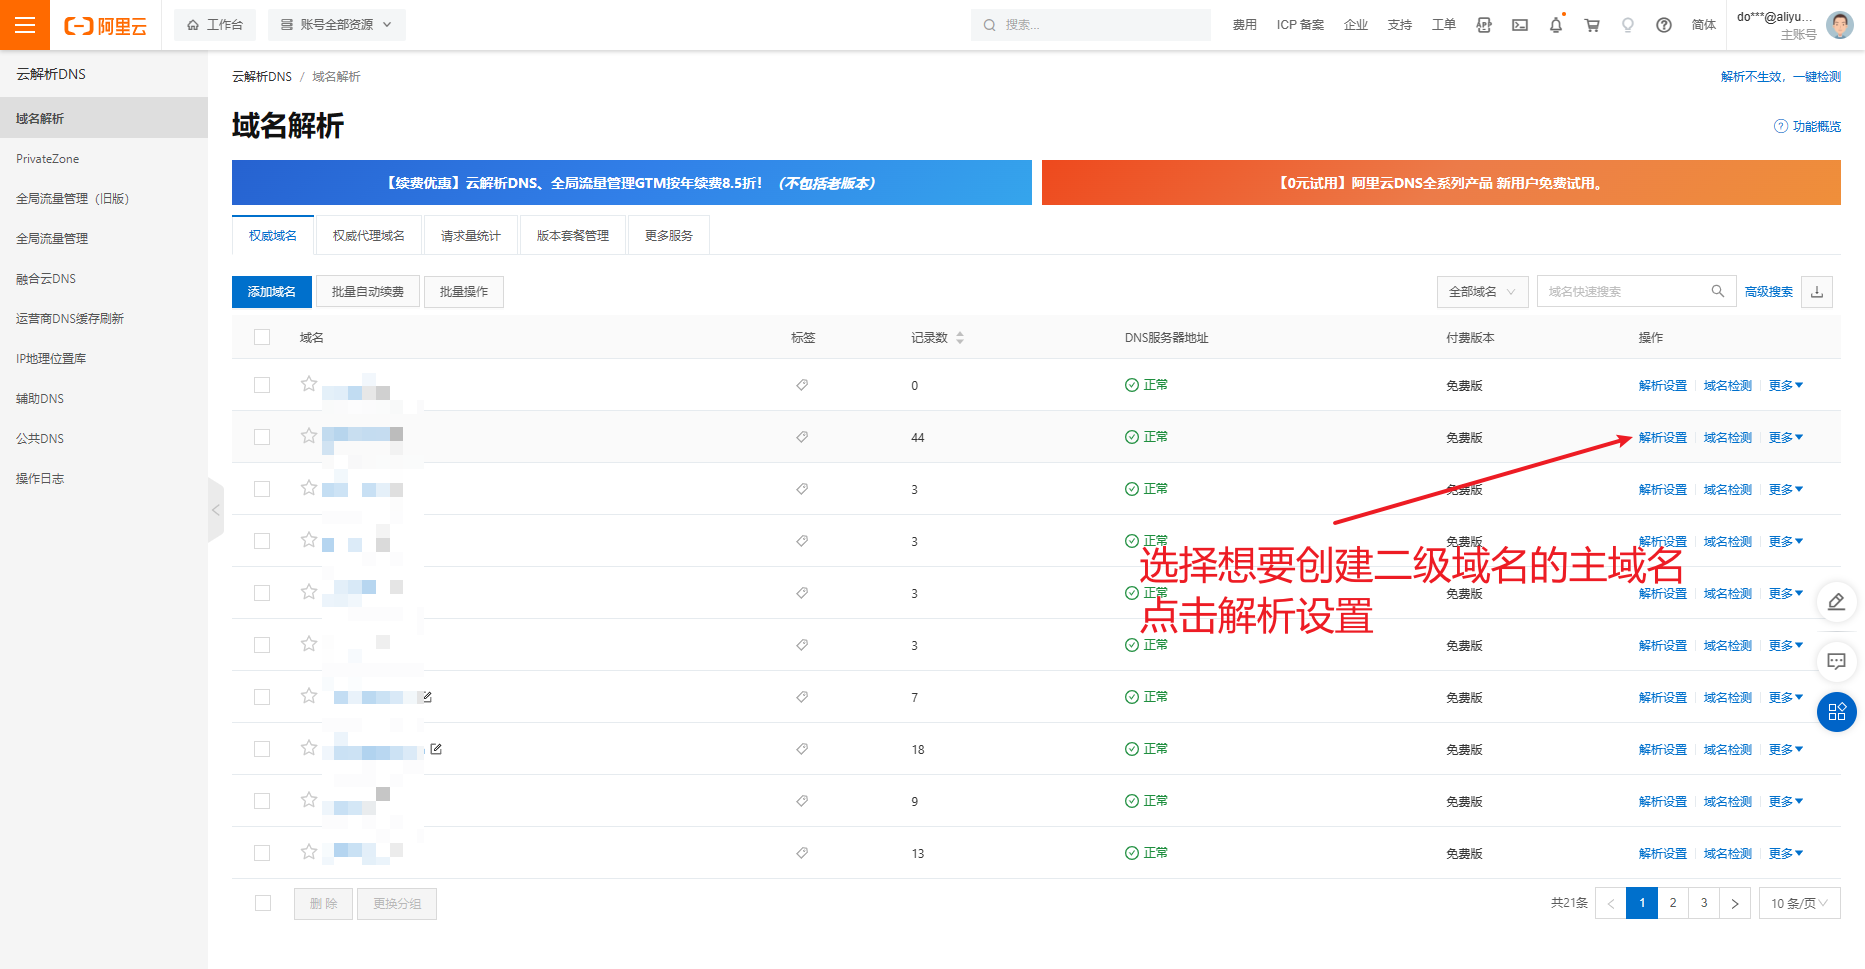 阿里云
工作台
账号全部资源
搜索...
费用
ICP 备案
企业
支持
工单
简体
do***@aliyu...
主账号
云解析DNS
域名解析
PrivateZone
全局流量管理（旧版）
全局流量管理
融合云DNS
运营商DNS缓存刷新
IP地理位置库
辅助DNS
公共DNS
操作日志
云解析DNS / 域名解析
解析不生效，一键检测
域名解析
功能概览
【续费优惠】云解析DNS、全局流量管理GTM按年续费8.5折！（不包括老版本）
【0元试用】阿里云DNS全系列产品 新用户免费试用。
权威域名
权威代理域名
请求量统计
版本套餐管理
更多服务
添加域名
批量自动续费
批量操作
全部域名
域名快速搜索
高级搜索
域名 标签 记录数 DNS服务器地址 付费版本 操作
0 正常 免费版 解析设置 域名检测 更多
44 正常 免费版 解析设置 域名检测 更多
3 正常 免费版 解析设置 域名检测 更多
3 正常 免费版 解析设置 域名检测 更多
3 正常 免费版 解析设置 域名检测 更多
3 正常 免费版 解析设置 域名检测 更多
7 正常 免费版 解析设置 域名检测 更多
18 正常 免费版 解析设置 域名检测 更多
9 正常 免费版 解析设置 域名检测 更多
13 正常 免费版 解析设置 域名检测 更多
选择想要创建二级域名的主域名
点击解析设置
删 除
更换分组
共21条
1
2
3
10 条/页